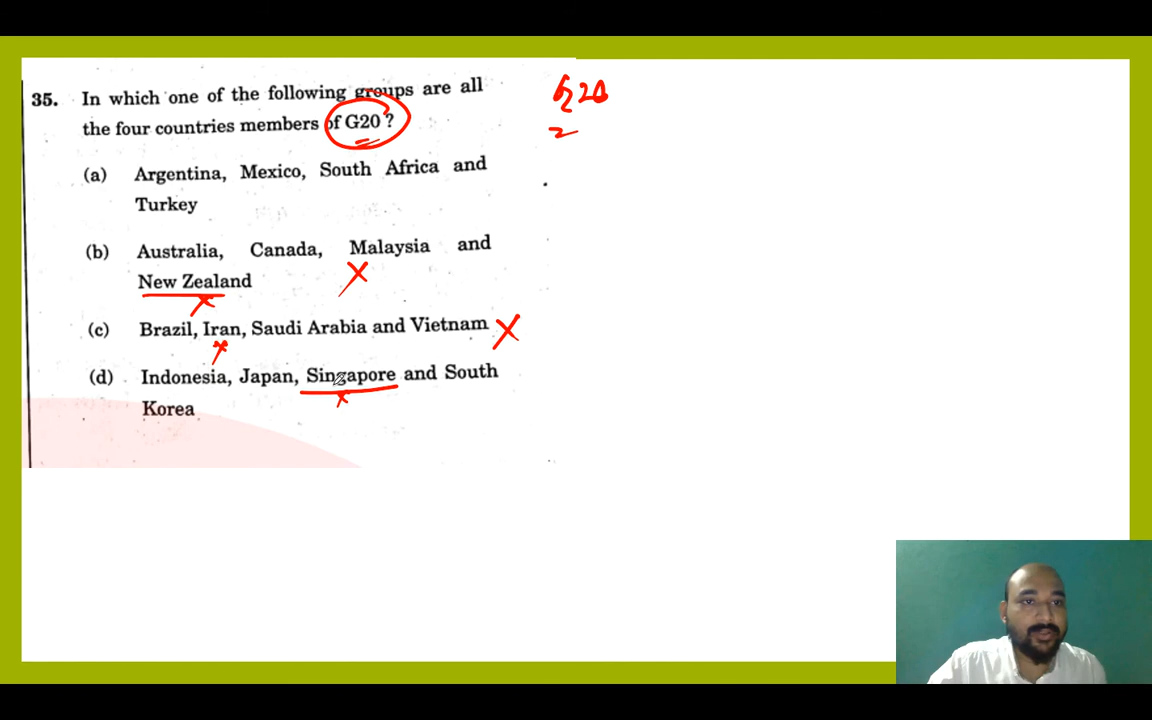 35. In which one of the following groups are all
the four countries members of G20?
(a) Argentina, Mexico, South Africa and
Turkey
(b) Australia, Canada, Malaysia and
New Zealand
(c) Brazil, Iran, Saudi Arabia and Vietnam
(d) Indonesia, Japan, Singapore and South
Korea
G20